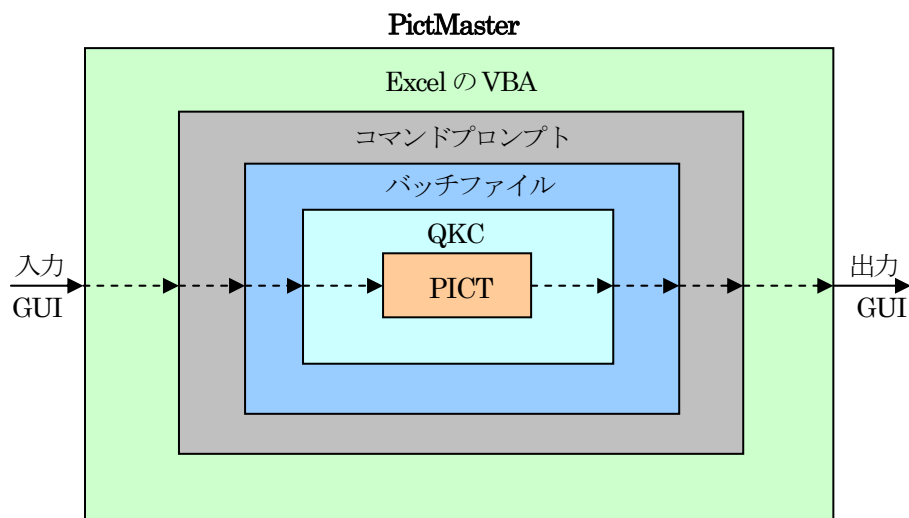 PictMaster
Excel の VBA
コマンドプロンプト
バッチファイル
QKC
PICT
入力
GUI
出力
GUI